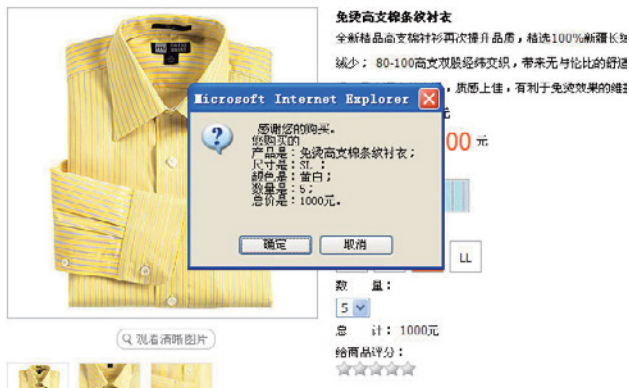 免烫高支棉条纹衬衣
全新精品高支棉衬衫再次提升品质，精选100%新疆长
减少； 80-100高支双股经纬交织，带来无与伦比的舒适
，质感上佳，有利于免烫效果的维
Microsoft Internet Explorer
感谢您的购买。
您购买的
产品是：免烫高支棉条纹衬衣；
尺寸是：SL ；
颜色是：黄白；
数量是：5；
总价是：1000元。
确定
取消
00 元
LL
数 量：
5
总 计： 1000元
给商品评分：
观看清晰图片